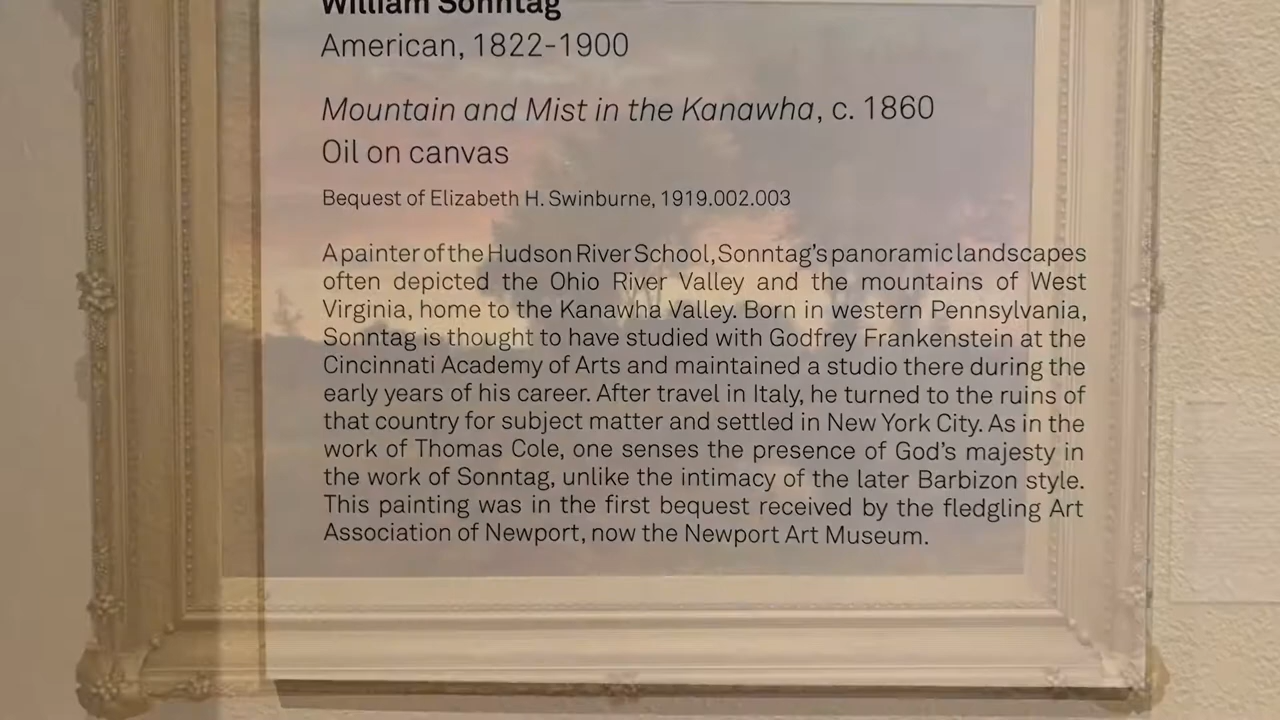 William Sonntag
American, 1822-1900
Mountain and Mist in the Kanawha, c. 1860
Oil on canvas
Bequest of Elizabeth H. Swinburne, 1919.002.003
A painter of the Hudson River School, Sonntag's panoramic landscapes
often depicted the Ohio River Valley and the mountains of West
Virginia, home to the Kanawha Valley. Born in western Pennsylvania,
Sonntag is thought to have studied with Godfrey Frankenstein at the
Cincinnati Academy of Arts and maintained a studio there during the
early years of his career. After travel in Italy, he turned to the ruins of
that country for subject matter and settled in New York City. As in the
work of Thomas Cole, one senses the presence of God's majesty in
the work of Sonntag, unlike the intimacy of the later Barbizon style.
This painting was in the first bequest received by the fledgling Art
Association of Newport, now the Newport Art Museum.